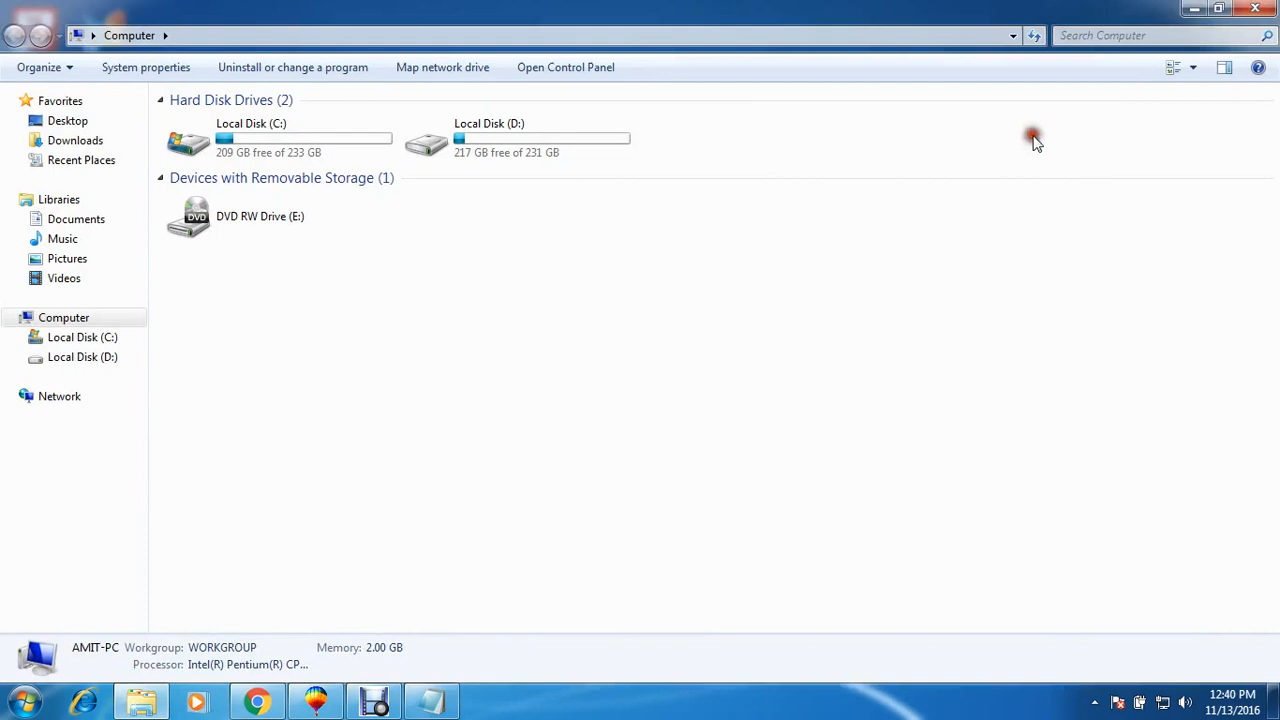 Computer
Search Computer
Organize
System properties
Uninstall or change a program
Map network drive
Open Control Panel
Favorites
Desktop
Downloads
Recent Places
Libraries
Documents
Music
Pictures
Videos
Computer
Local Disk (C:)
Local Disk (D:)
Network
Hard Disk Drives (2)
Local Disk (C:)
209 GB free of 233 GB
Local Disk (D:)
217 GB free of 231 GB
Devices with Removable Storage (1)
DVD
DVD RW Drive (E:)
AMIT-PC Workgroup: WORKGROUP Memory: 2.00 GB
Processor: Intel(R) Pentium(R) CP...
12:40 PM
11/13/2016